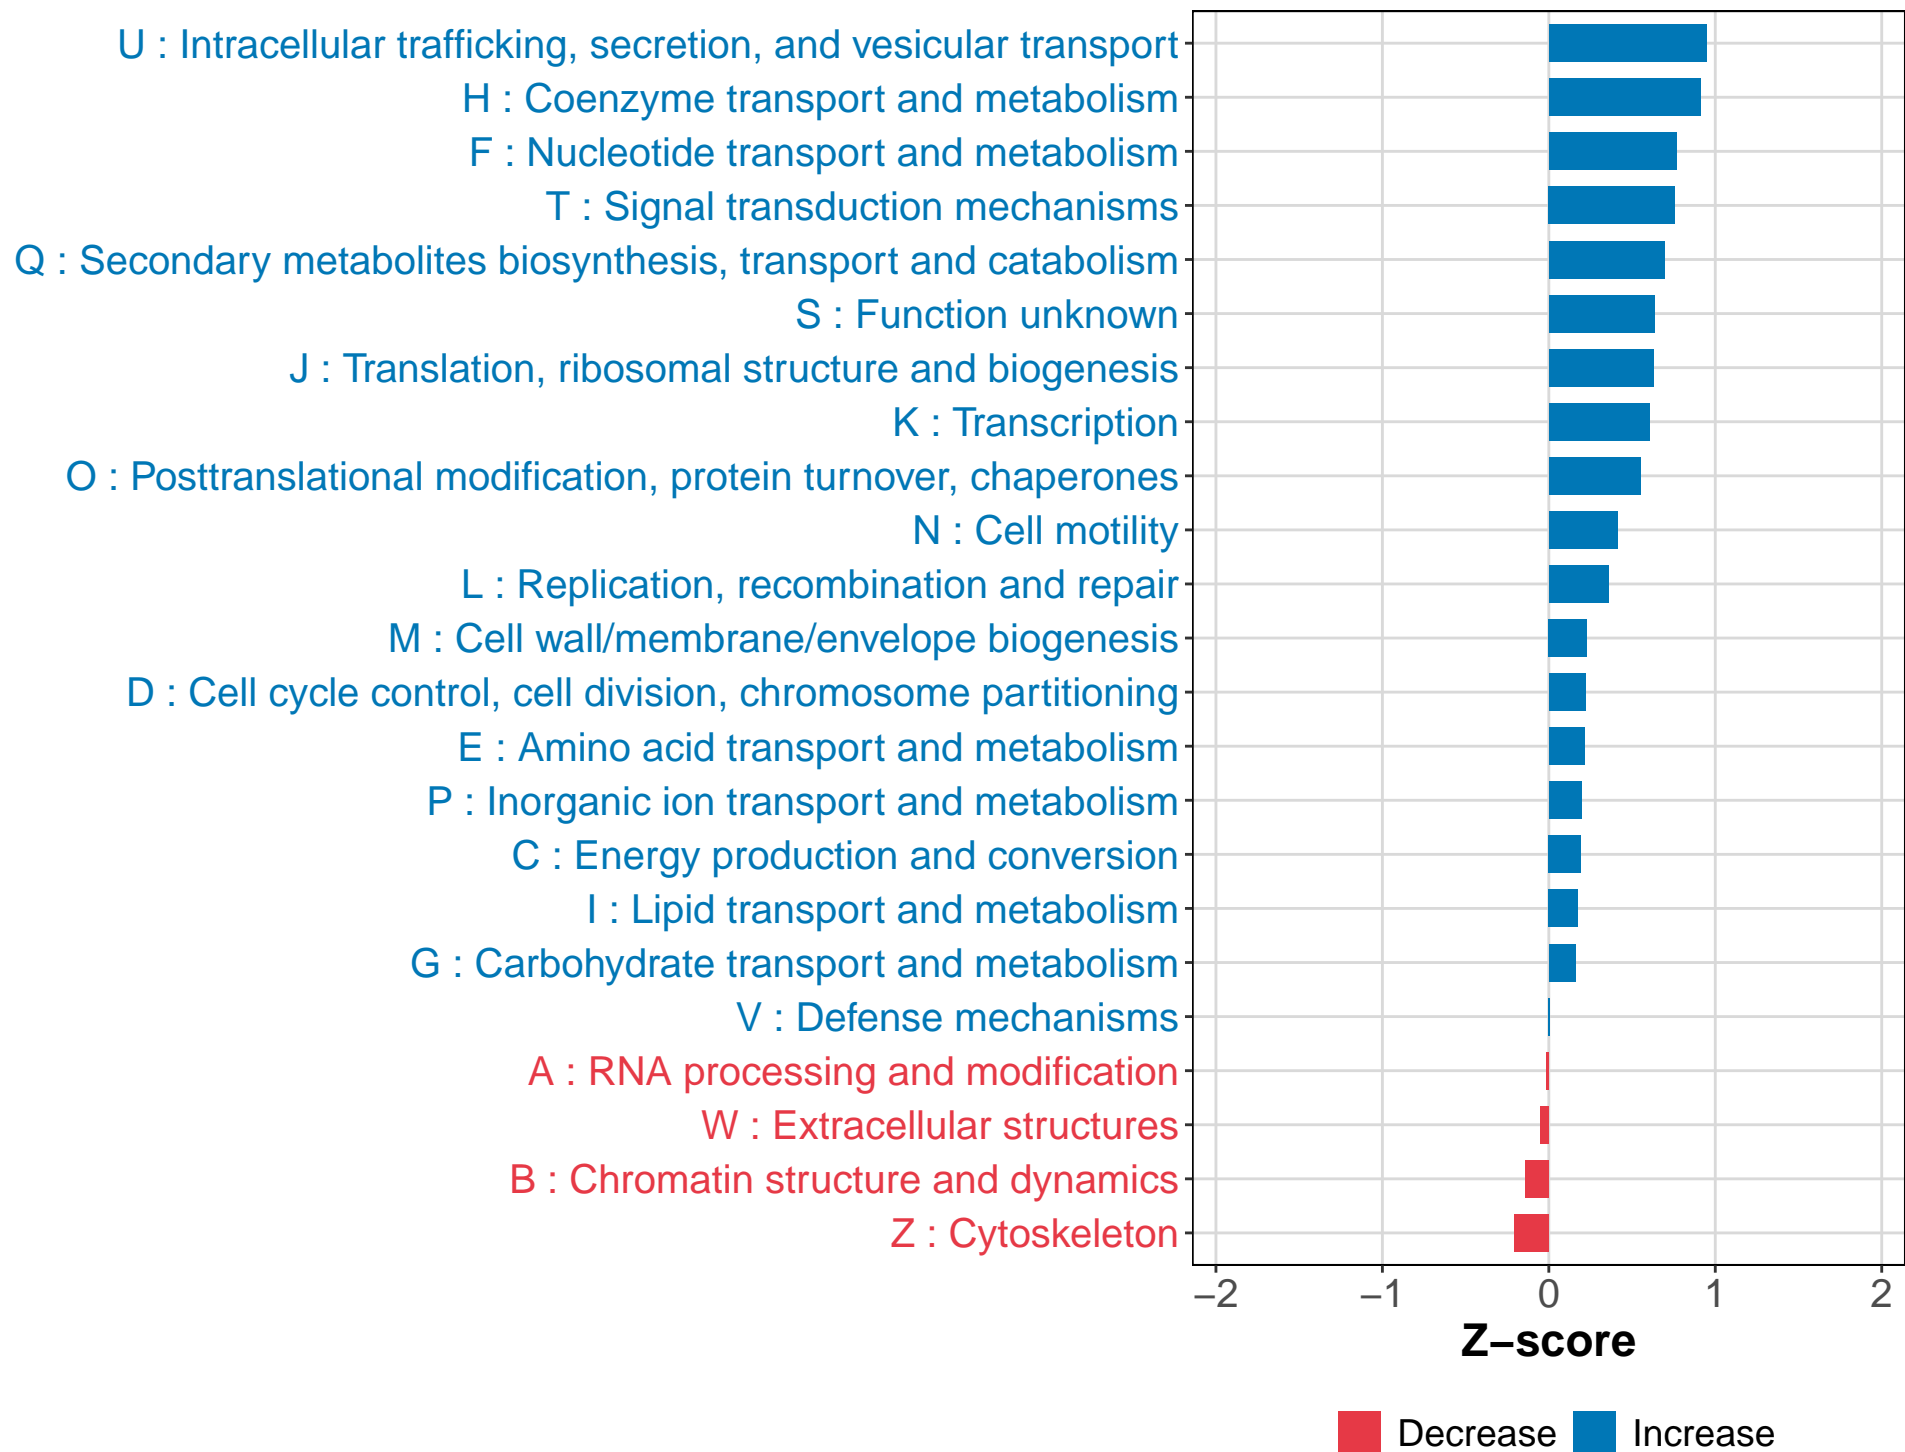 U : Intracellular trafficking, secretion, and vesicular transport
H : Coenzyme transport and metabolism
F : Nucleotide transport and metabolism
T : Signal transduction mechanisms
Q : Secondary metabolites biosynthesis, transport and catabolism
S : Function unknown
J : Translation, ribosomal structure and biogenesis
K : Transcription
O : Posttranslational modification, protein turnover, chaperones
N : Cell motility
L : Replication, recombination and repair
M : Cell wall/membrane/envelope biogenesis
D : Cell cycle control, cell division, chromosome partitioning
E : Amino acid transport and metabolism
P : Inorganic ion transport and metabolism
C : Energy production and conversion
I : Lipid transport and metabolism
G : Carbohydrate transport and metabolism
V : Defense mechanisms
A : RNA processing and modification
W : Extracellular structures
B : Chromatin structure and dynamics
Z : Cytoskeleton
−2 −1 0 1 2
Z−score
Decrease Increase